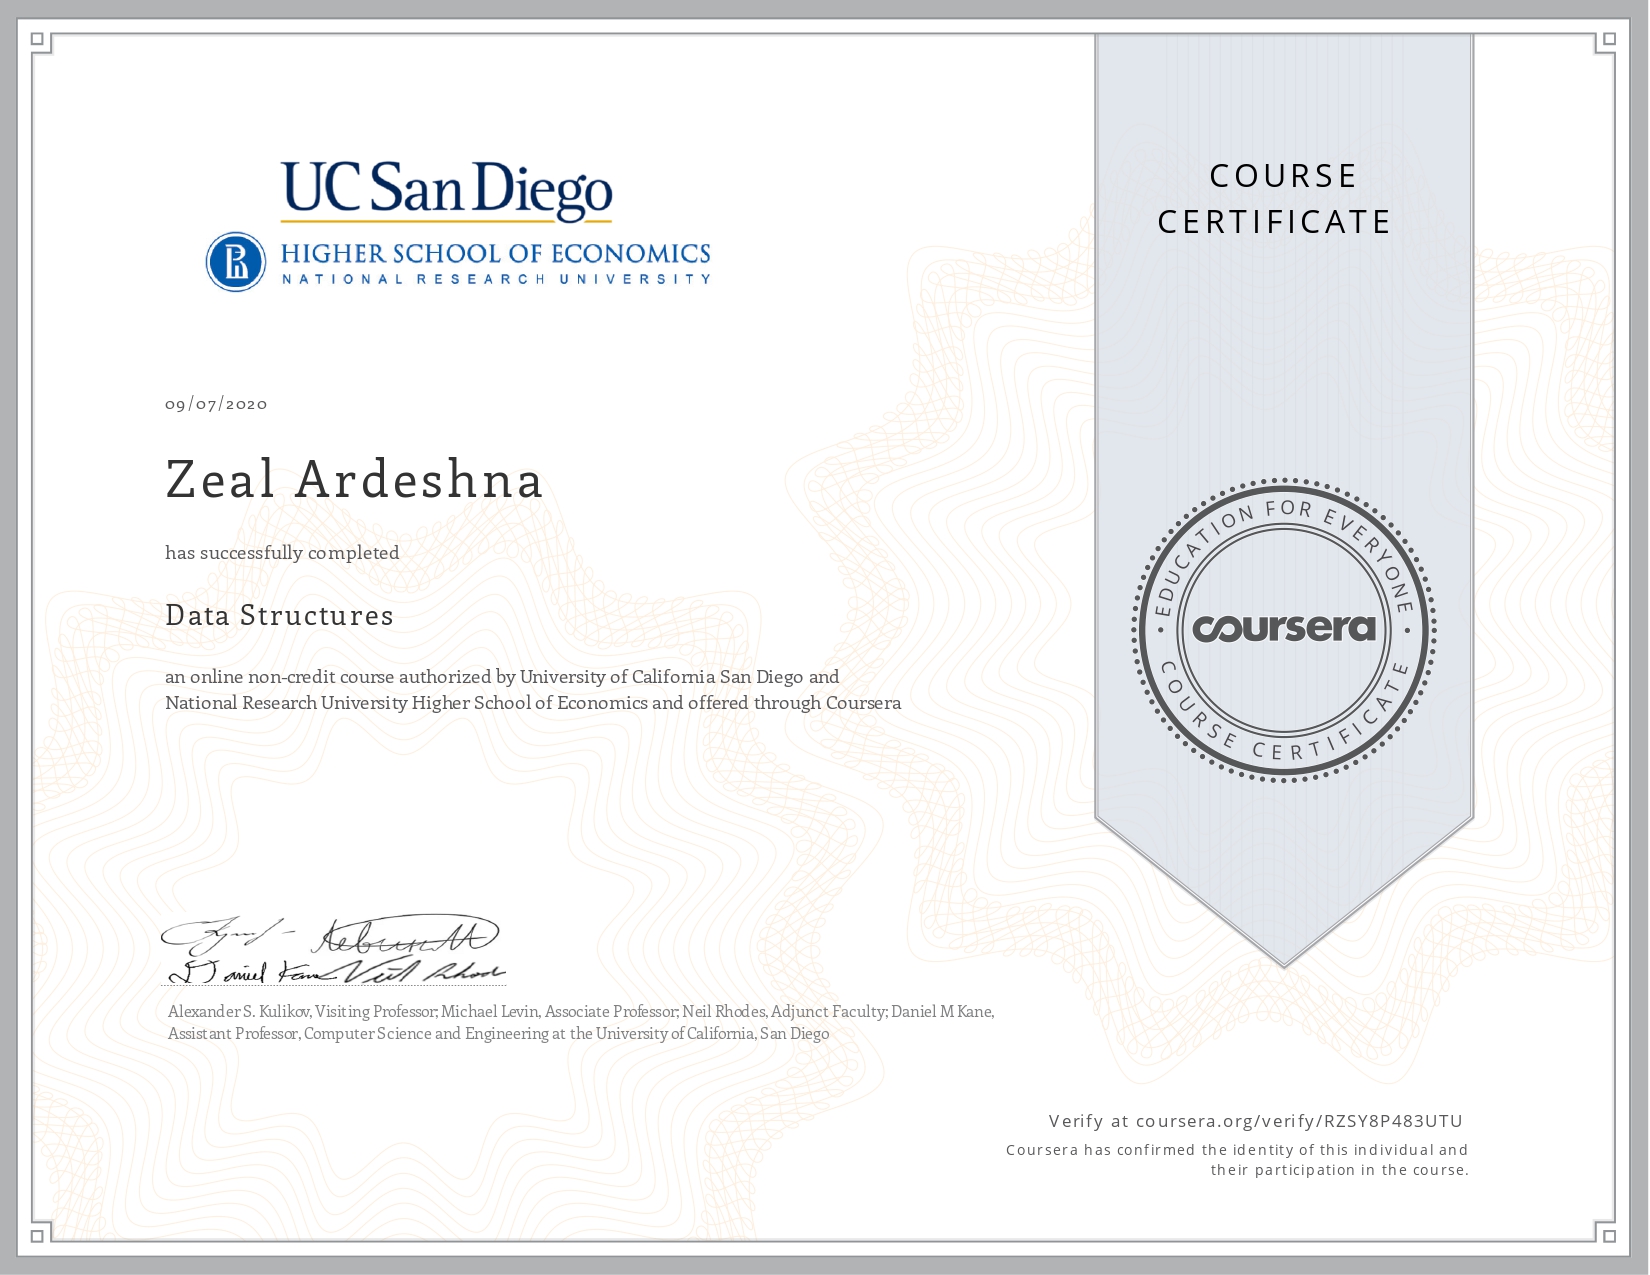 UC San Diego
HIGHER SCHOOL OF ECONOMICS
NATIONAL RESEARCH UNIVERSITY
COURSE
CERTIFICATE
09/07/2020
Zeal Ardeshna
has successfully completed
Data Structures
an online non-credit course authorized by University of California San Diego and
National Research University Higher School of Economics and offered through Coursera
EDUCATION FOR EVERYONE
coursera
COURSE CERTIFICATE
Daniel Kane Neil Rhodes
Alexander S. Kulikov, Visiting Professor; Michael Levin, Associate Professor; Neil Rhodes, Adjunct Faculty; Daniel M Kane,
Assistant Professor, Computer Science and Engineering at the University of California, San Diego
Verify at coursera.org/verify/RZSY8P483UTU
Coursera has confirmed the identity of this individual and
their participation in the course.